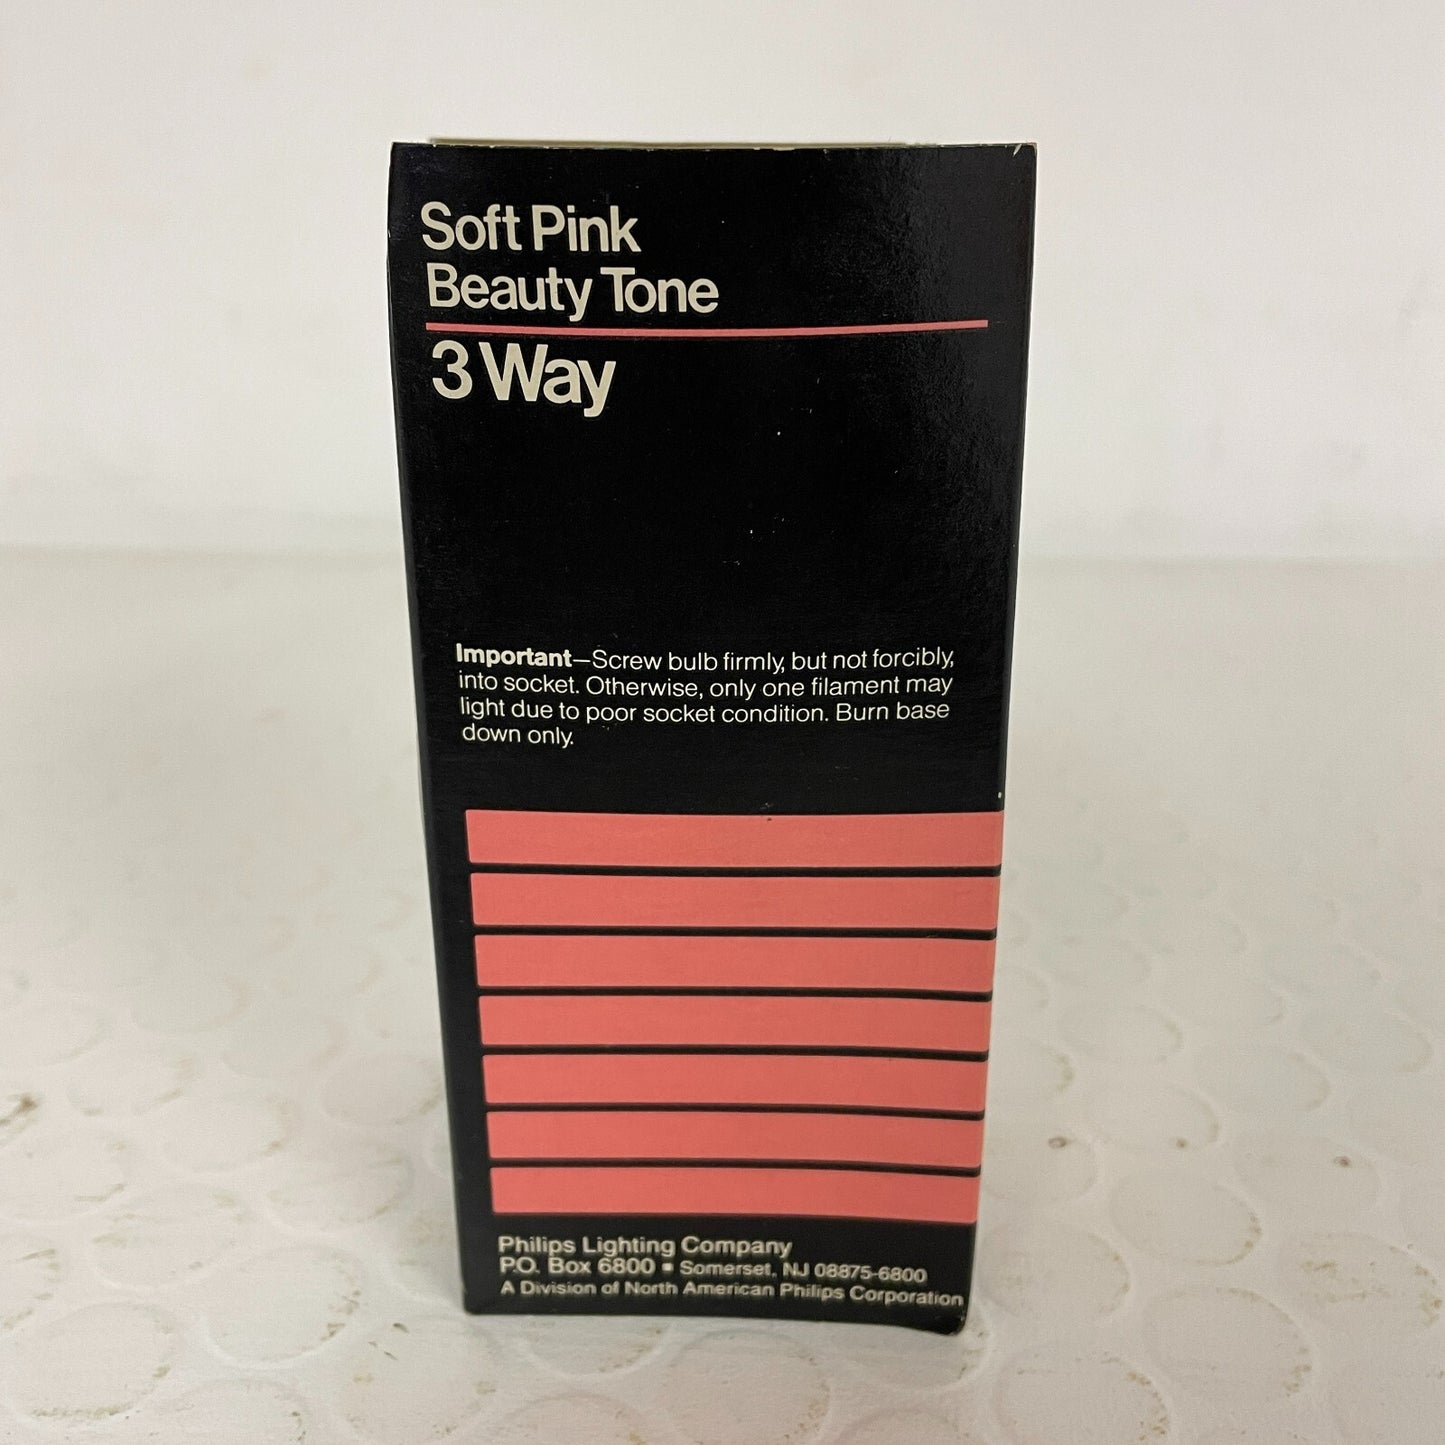 Soft Pink
Beauty Tone
3 Way
Important—Screw bulb firmly, but not forcibly,
into socket. Otherwise, only one filament may
light due to poor socket condition. Burn base
down only.
Philips Lighting Company
P.O. Box 6800 ▪ Somerset, NJ 08875-6800
A Division of North American Philips Corporation